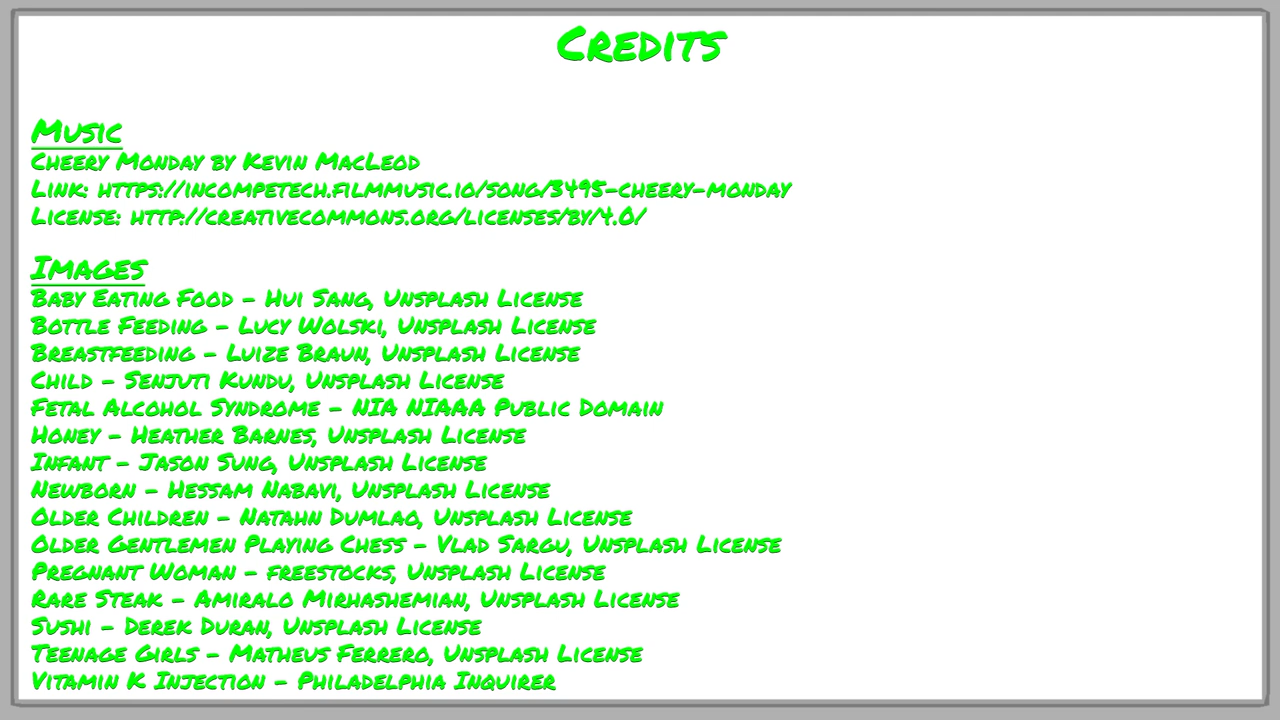 Credits
Music
Cheery Monday by Kevin MacLeod
Link: https://incompetech.filmmusic.io/song/3495-cheery-monday
License: http://creativecommons.org/licenses/by/4.0/
Images
Baby Eating Food - Hui Sang, Unsplash License
Bottle Feeding - Lucy Wolski, Unsplash License
Breastfeeding - Luize Braun, Unsplash License
Child - Senjuti Kundu, Unsplash License
Fetal Alcohol Syndrome - NIA NIAAA Public Domain
Honey - Heather Barnes, Unsplash License
Infant - Jason Sung, Unsplash License
Newborn - Hessam Nabavi, Unsplash License
Older Children - Natahn Dumlao, Unsplash License
Older Gentlemen Playing Chess - Vlad Sargu, Unsplash License
Pregnant Woman - freestocks, Unsplash License
Rare Steak - Amiralo Mirhashemian, Unsplash License
Sushi - Derek Duran, Unsplash License
Teenage Girls - Matheus Ferrero, Unsplash License
Vitamin K Injection - Philadelphia Inquirer